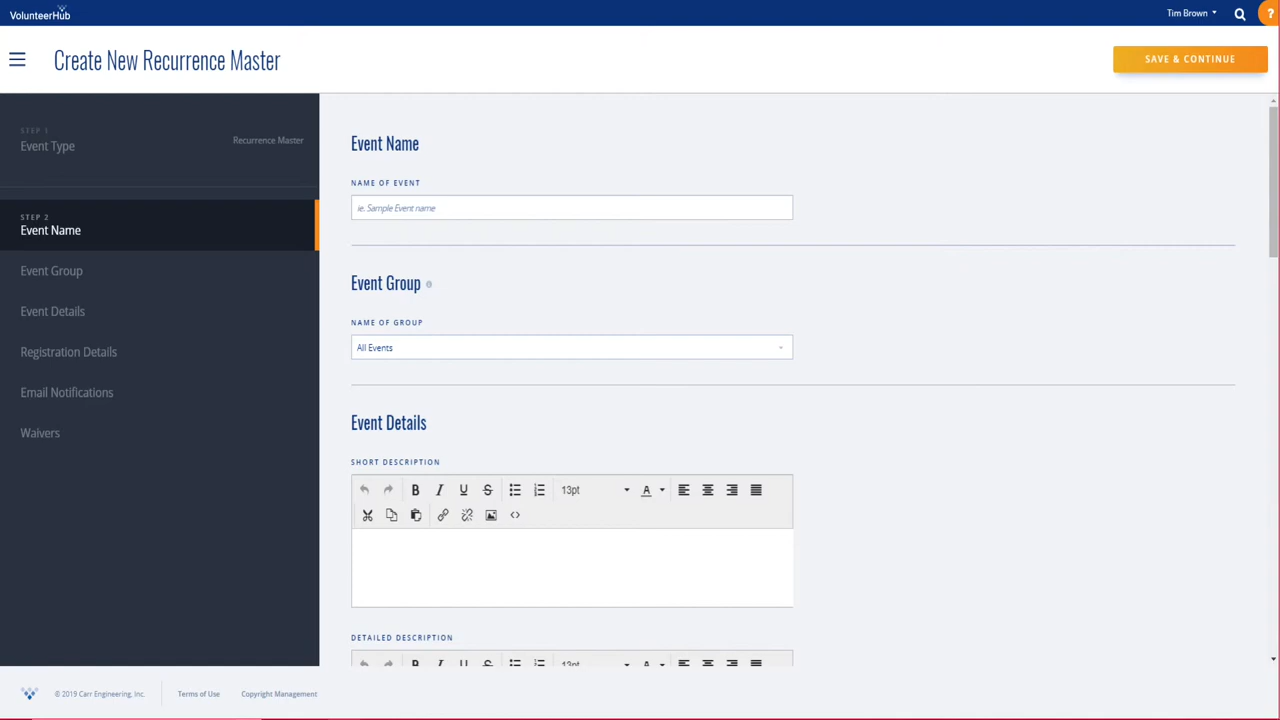 VolunteerHub
Tim Brown
?
Create New Recurrence Master
SAVE & CONTINUE
STEP 1
Event Type
Recurrence Master
STEP 2
Event Name
Event Group
Event Details
Registration Details
Email Notifications
Waivers
Event Name
NAME OF EVENT
ie. Sample Event name
Event Group
NAME OF GROUP
All Events
Event Details
SHORT DESCRIPTION
B I U S 13pt A
DETAILED DESCRIPTION
B I U S 13pt A
© 2019 Carr Engineering, Inc.
Terms of Use
Copyright Management